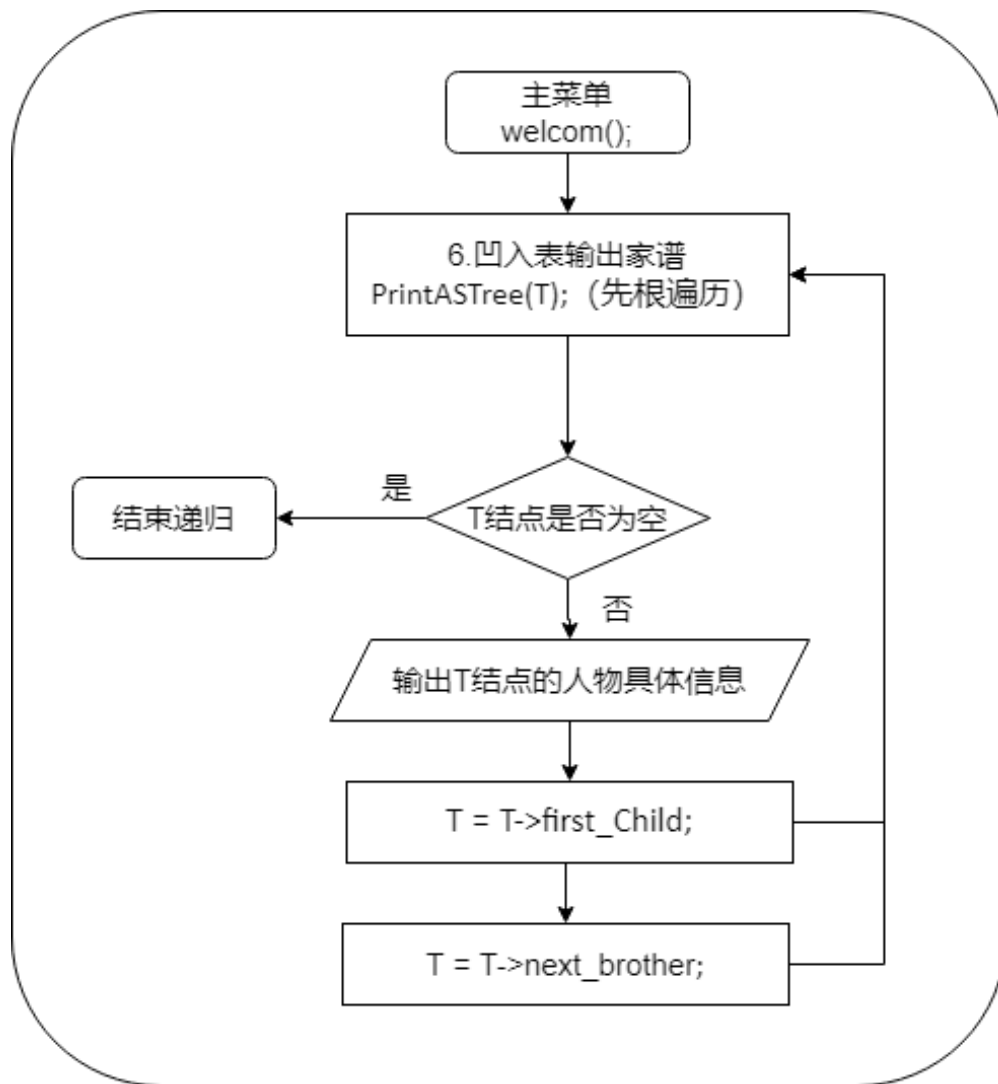 主菜单
welcom();
6.凹入表输出家谱
PrintASTree(T);（先根遍历）
T结点是否为空
是
结束递归
否
输出T结点的人物具体信息
T = T->first_Child;
T = T->next_brother;